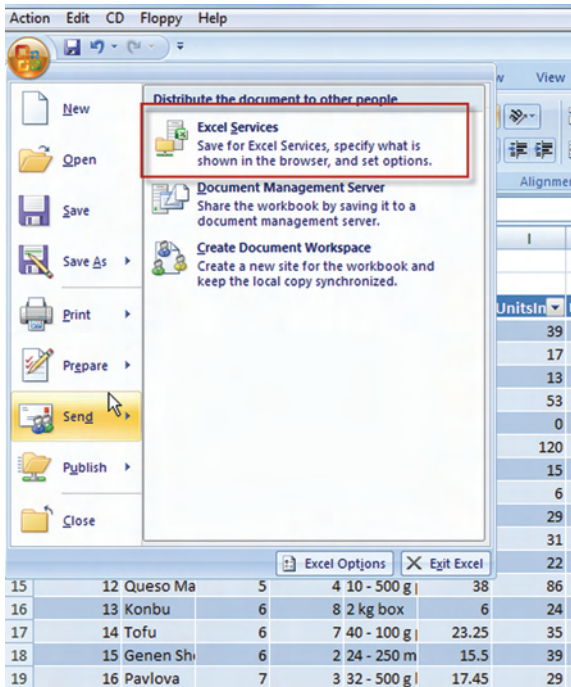 Action Edit CD Floppy Help
View
New
Open
Save
Save As
Print
Prepare
Send
Publish
Close
Distribute the document to other people
Excel Services
Save for Excel Services, specify what is
shown in the browser, and set options.
Document Management Server
Share the workbook by saving it to a
document management server.
Create Document Workspace
Create a new site for the workbook and
keep the local copy synchronized.
Excel Options Exit Excel
Alignme
I
UnitsIn
39
17
13
53
0
120
15
6
29
31
22
15 12 Queso Ma 5 4 10 - 500 g 38 86
16 13 Konbu 6 8 2 kg box 6 24
17 14 Tofu 6 7 40 - 100 g 23.25 35
18 15 Genen Sh 6 2 24 - 250 m 15.5 39
19 16 Pavlova 7 3 32 - 500 g 17.45 29